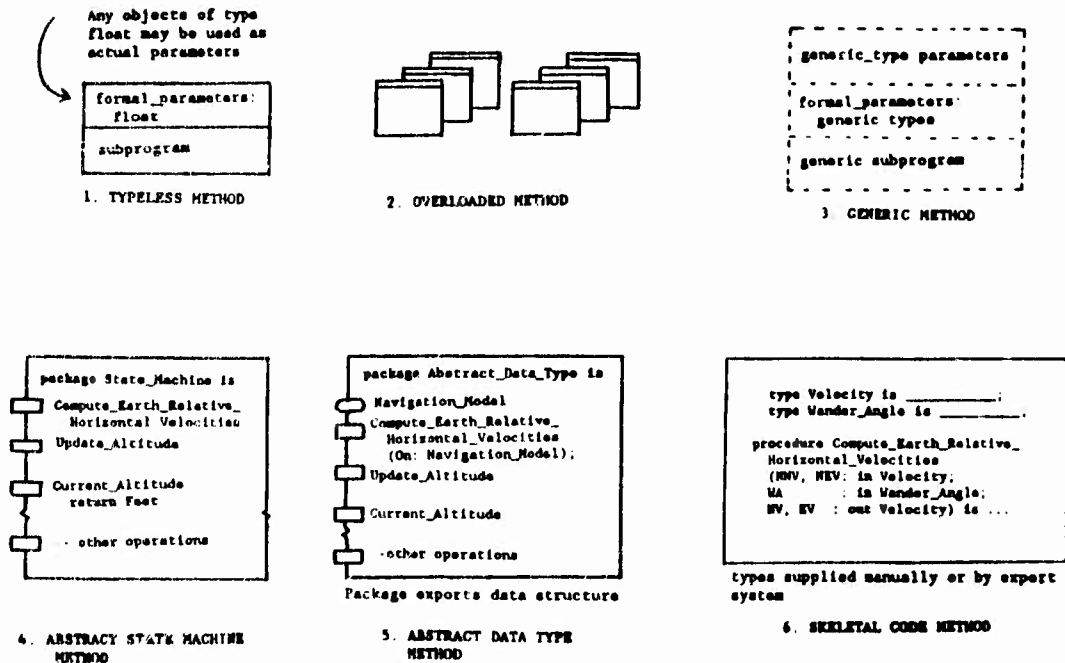 Any objects of type
float may be used as
actual parameters
formal_parameters:
float
subprogram
1. TYPELESS METHOD
2. OVERLOADED METHOD
generic_type parameters
formal_parameters:
generic types
generic subprogram
3 GENERIC METHOD
package State_Machine is
Compute_Earth_Relative_
Horizontal Velocities
Update_Altitude
Current_Altitude
return Feet
- other operations
4. ABSTRACY STATE MACHINE
METHOD
package Abstract_Data_Type is
Navigation_Model
Compute_Earth_Relative_
Horizontal_Velocities
(On: Navigation_Model);
Update_Altitude
Current_Altitude
-other operations
Package exports data structure
5. ABSTRACT DATA TYPE
METHOD
type Velocity is __________;
type Wander_Angle is __________;
procedure Compute_Earth_Relative_
Horizontal_Velocities
(NNV, NEV: in Velocity;
WA : in Wander_Angle;
NV, EV : out Velocity) is ...
types supplied manually or by expert
system
6. SKELETAL CODE METHOD